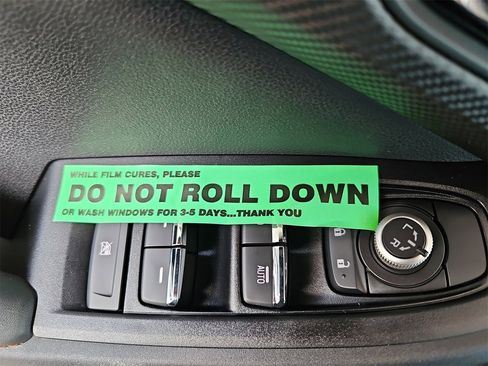 WHILE FILM CURES, PLEASE
DO NOT ROLL DOWN
OR WASH WINDOWS FOR 3-5 DAYS...THANK YOU
AUTO
L
R